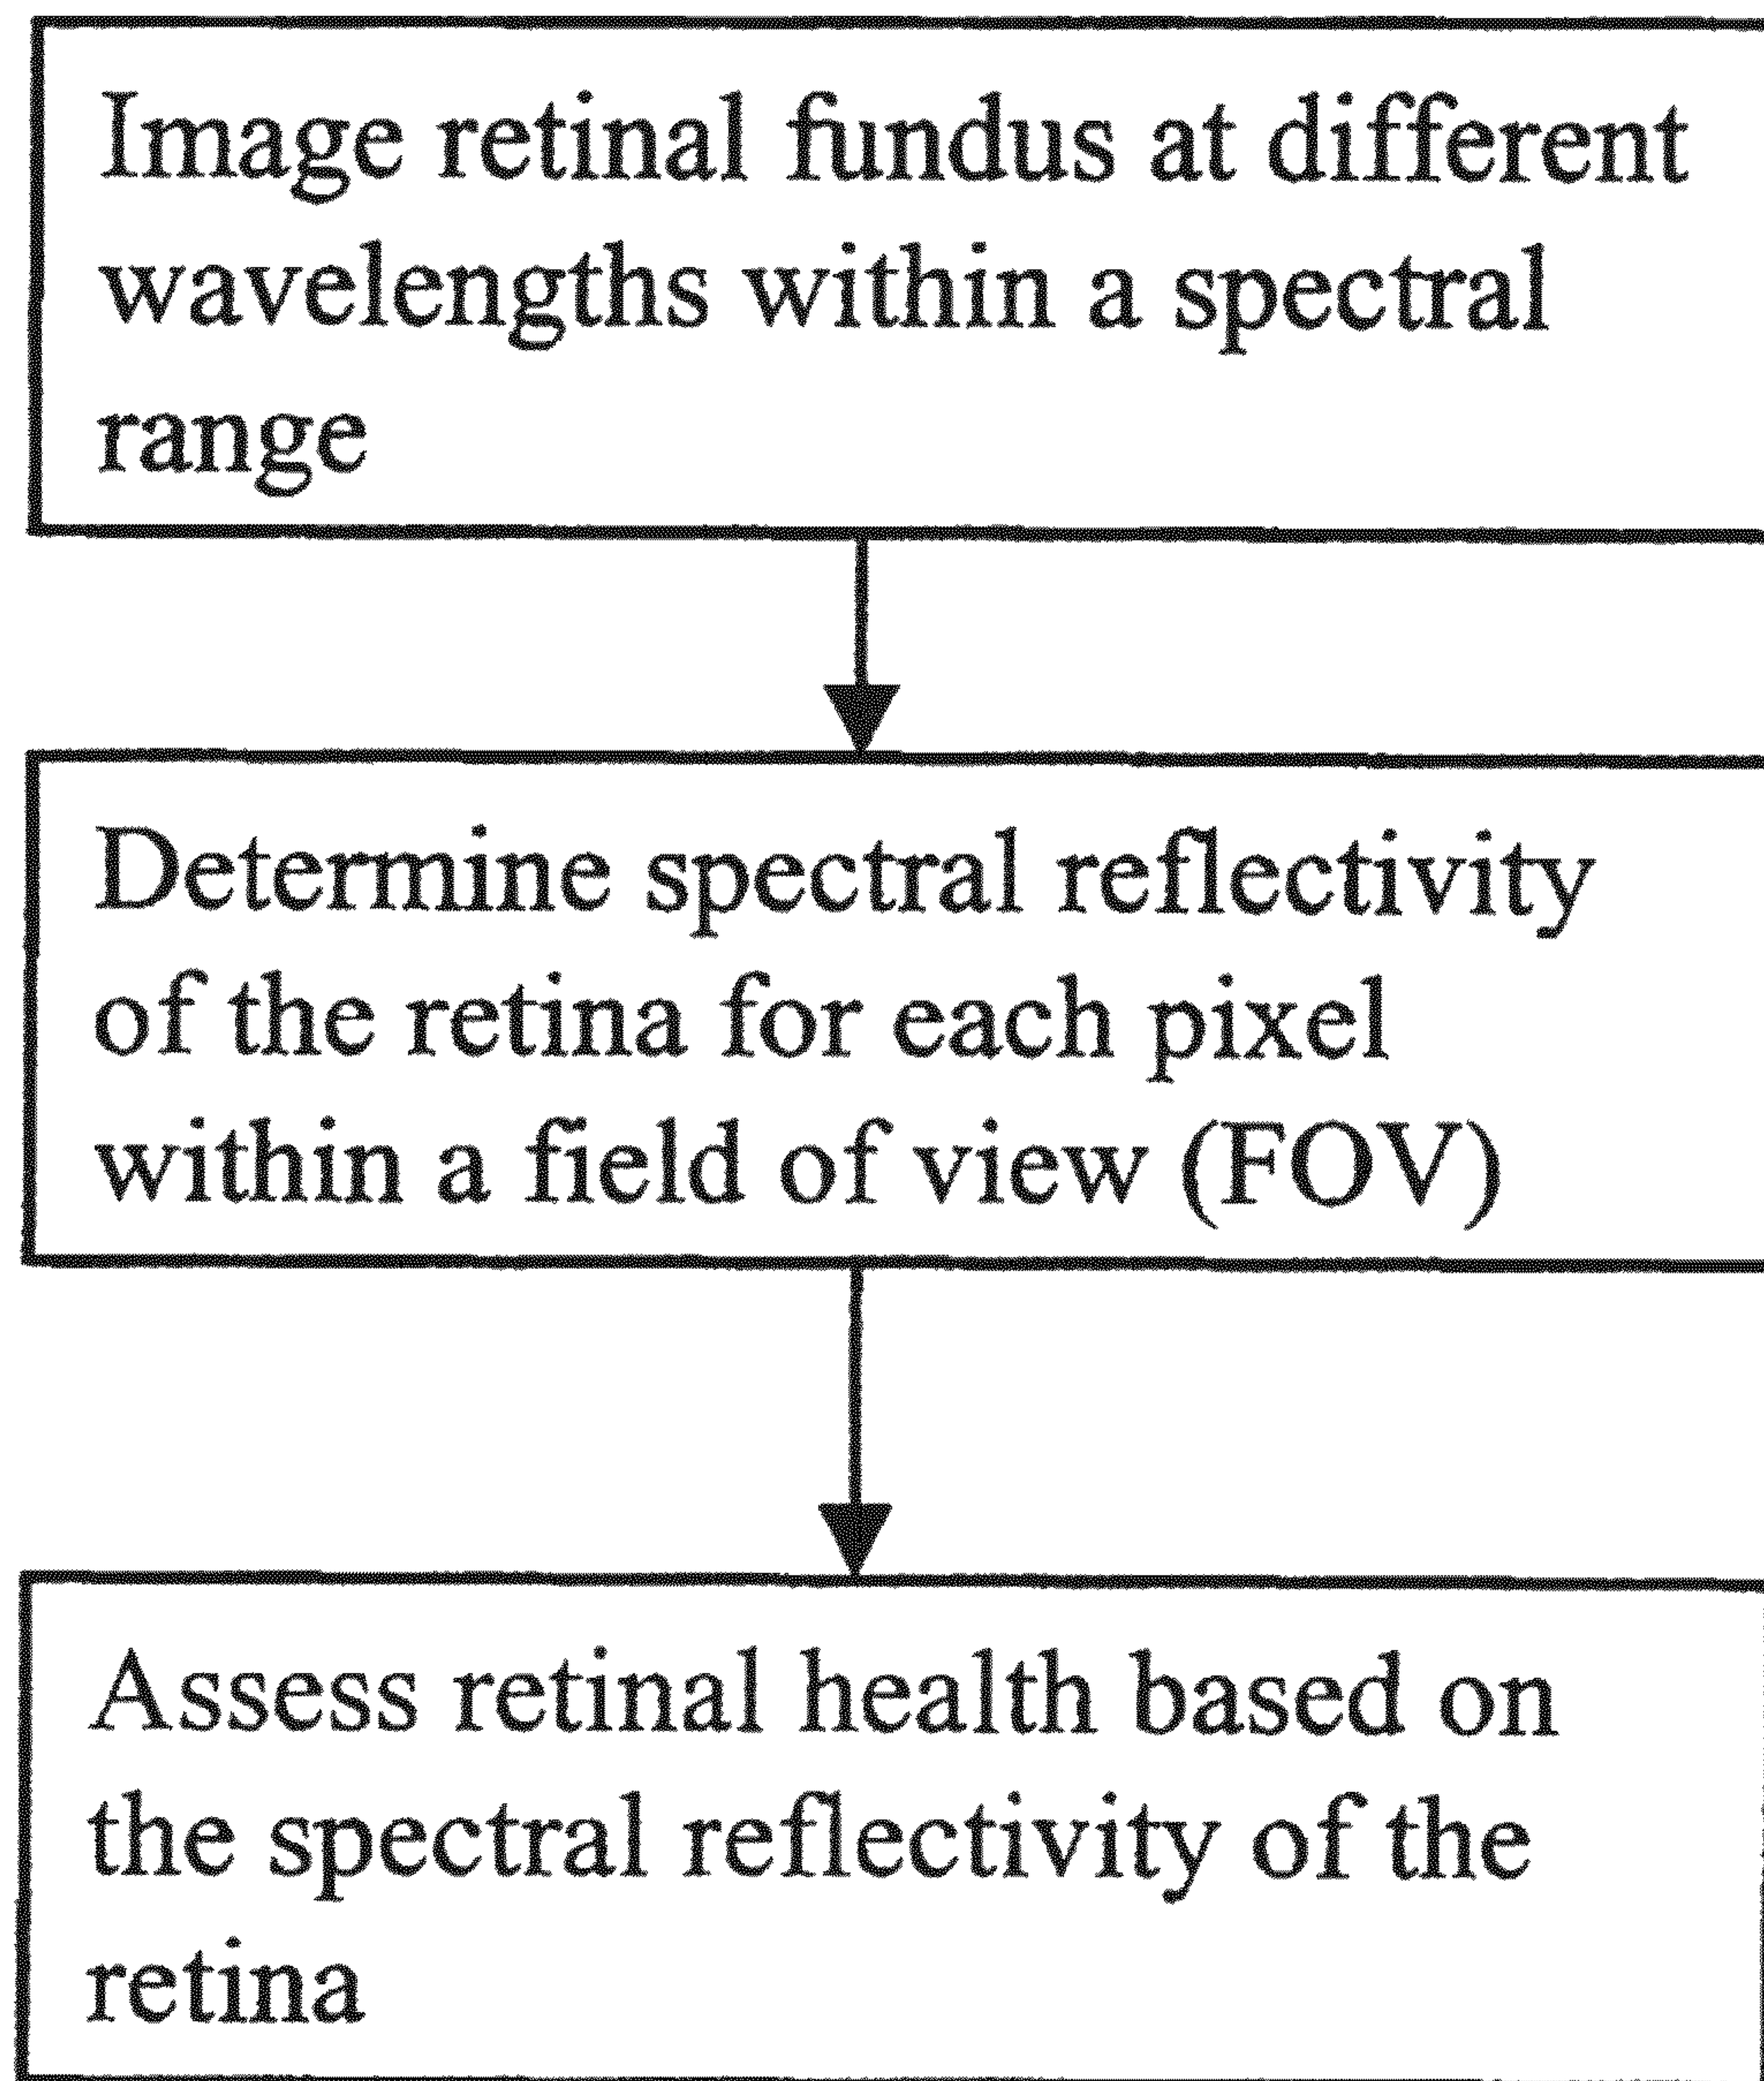 Image retinal fundus at different
wavelengths within a spectral
range
Determine spectral reflectivity
of the retina for each pixel
within a field of view (FOV)
Assess retinal health based on
the spectral reflectivity of the
retina